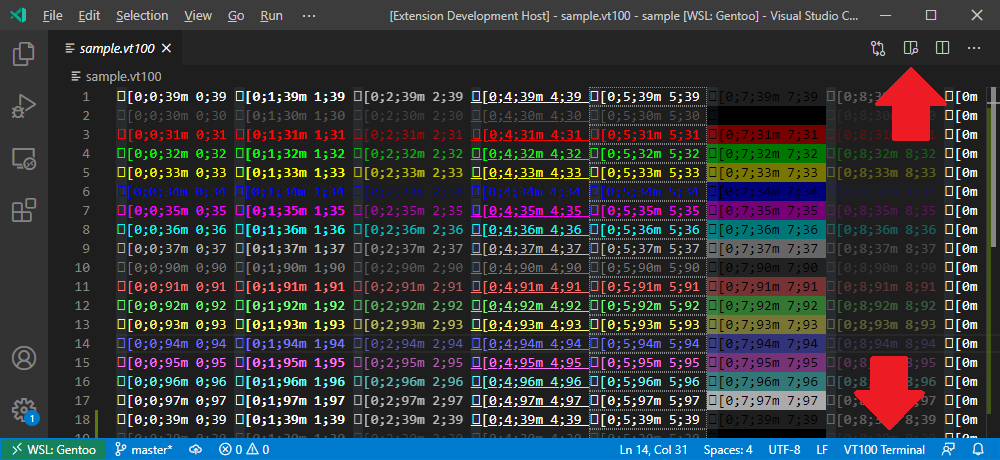 File Edit Selection View Go Run ··· [Extension Development Host] - sample.vt100 - sample [WSL: Gentoo] - Visual Studio C...
sample.vt100
sample.vt100
1 □[0;0;39m 0;39 □[0;1;39m 1;39 □[0;2;39m 2;39 □[0;4;39m 4;39 □[0;5;39m 5;39 □[0;7;39m 7;39 8;39 □[0m
2 □[0;0;30m 0;30 □[0;1;30m 1;30 □[0;2;30m 2;30 □[0;4;30m 4;30 □[0;5;30m 5;30 8;30 □[0m
3 □[0;0;31m 0;31 □[0;1;31m 1;31 □[0;2;31m 2;31 □[0;4;31m 4;31 □[0;5;31m 5;31 □[0;7;31m 7;31 8;31 □[0m
4 □[0;0;32m 0;32 □[0;1;32m 1;32 □[0;2;32m 2;32 □[0;4;32m 4;32 □[0;5;32m 5;32 □[0;7;32m 7;32 □[0;8;32m 8;32 □[0m
5 □[0;0;33m 0;33 □[0;1;33m 1;33 □[0;2;33m 2;33 □[0;4;33m 4;33 □[0;5;33m 5;33 □[0;7;33m 7;33 □[0;8;33m 8;33 □[0m
6 □[0;0;34m 0;34 □[0;1;34m 1;34 □[0;2;34m 2;34 □[0;4;34m 4;34 □[0;5;34m 5;34 □[0;7;34m 7;34 □[0;8;34m 8;34 □[0m
7 □[0;0;35m 0;35 □[0;1;35m 1;35 □[0;2;35m 2;35 □[0;4;35m 4;35 □[0;5;35m 5;35 □[0;7;35m 7;35 □[0;8;35m 8;35 □[0m
8 □[0;0;36m 0;36 □[0;1;36m 1;36 □[0;2;36m 2;36 □[0;4;36m 4;36 □[0;5;36m 5;36 □[0;7;36m 7;36 □[0;8;36m 8;36 □[0m
9 □[0;0;37m 0;37 □[0;1;37m 1;37 □[0;2;37m 2;37 □[0;4;37m 4;37 □[0;5;37m 5;37 □[0;7;37m 7;37 □[0;8;37m 8;37 □[0m
10 □[0;0;90m 0;90 □[0;1;90m 1;90 □[0;2;90m 2;90 □[0;4;90m 4;90 □[0;5;90m 5;90 □[0;7;90m 7;90 □[0;8;90m 8;90 □[0m
11 □[0;0;91m 0;91 □[0;1;91m 1;91 □[0;2;91m 2;91 □[0;4;91m 4;91 □[0;5;91m 5;91 □[0;7;91m 7;91 □[0;8;91m 8;91 □[0m
12 □[0;0;92m 0;92 □[0;1;92m 1;92 □[0;2;92m 2;92 □[0;4;92m 4;92 □[0;5;92m 5;92 □[0;7;92m 7;92 □[0;8;92m 8;92 □[0m
13 □[0;0;93m 0;93 □[0;1;93m 1;93 □[0;2;93m 2;93 □[0;4;93m 4;93 □[0;5;93m 5;93 □[0;7;93m 7;93 □[0;8;93m 8;93 □[0m
14 □[0;0;94m 0;94 □[0;1;94m 1;94 □[0;2;94m 2;94 □[0;4;94m 4;94 □[0;5;94m 5;94 □[0;7;94m 7;94 □[0;8;94m 8;94 □[0m
15 □[0;0;95m 0;95 □[0;1;95m 1;95 □[0;2;95m 2;95 □[0;4;95m 4;95 □[0;5;95m 5;95 □[0;7;95m 7;95 8;95 □[0m
16 □[0;0;96m 0;96 □[0;1;96m 1;96 □[0;2;96m 2;96 □[0;4;96m 4;96 □[0;5;96m 5;96 □[0;7;96m 7;96 8;96 □[0m
17 □[0;0;97m 0;97 □[0;1;97m 1;97 □[0;2;97m 2;97 □[0;4;97m 4;97 □[0;5;97m 5;97 □[0;7;97m 7;97 □[0m
18 □[0;0;39m 0;39 □[0;1;39m 1;39 □[0;2;39m 2;39 □[0;4;39m 4;39 □[0;5;39m 5;39 □[0;7;39m 7;39 8;39 □[0m
1 WSL: Gentoo master* 0 0 Ln 14, Col 31 Spaces: 4 UTF-8 LF VT100 Terminal